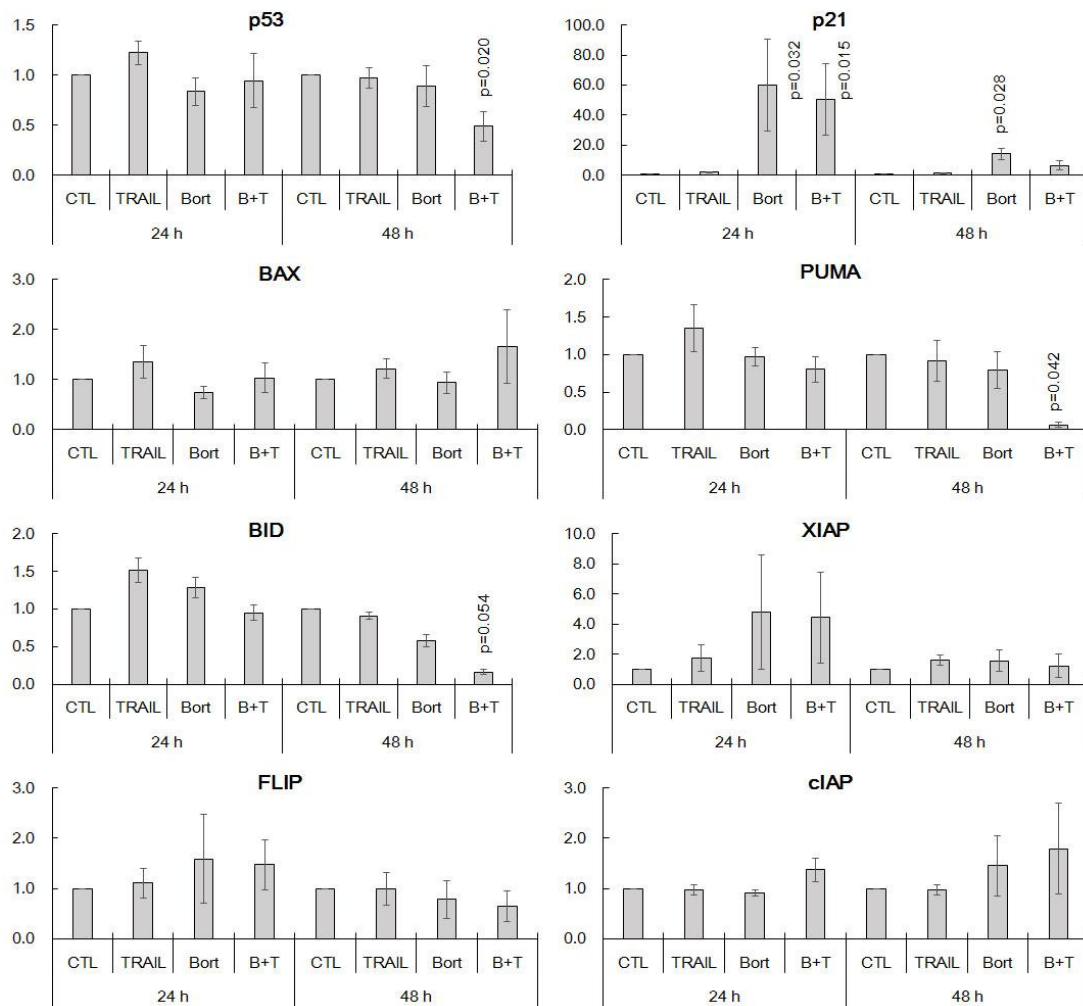 p53
1.5
1.0
0.5
0.0
p=0.020
CTL TRAIL Bort B+T CTL TRAIL Bort B+T
24 h 48 h
p21
100.0
80.0
60.0
40.0
20.0
0.0
p=0.032
p=0.015
p=0.028
CTL TRAIL Bort B+T CTL TRAIL Bort B+T
24 h 48 h
BAX
3.0
2.0
1.0
0.0
CTL TRAIL Bort B+T CTL TRAIL Bort B+T
24 h 48 h
PUMA
2.0
1.5
1.0
0.5
0.0
p=0.042
CTL TRAIL Bort B+T CTL TRAIL Bort B+T
24 h 48 h
BID
2.0
1.5
1.0
0.5
0.0
p=0.054
CTL TRAIL Bort B+T CTL TRAIL Bort B+T
24 h 48 h
XIAP
10.0
8.0
6.0
4.0
2.0
0.0
CTL TRAIL Bort B+T CTL TRAIL Bort B+T
24 h 48 h
FLIP
3.0
2.0
1.0
0.0
CTL TRAIL Bort B+T CTL TRAIL Bort B+T
24 h 48 h
cIAP
3.0
2.0
1.0
0.0
CTL TRAIL Bort B+T CTL TRAIL Bort B+T
24 h 48 h